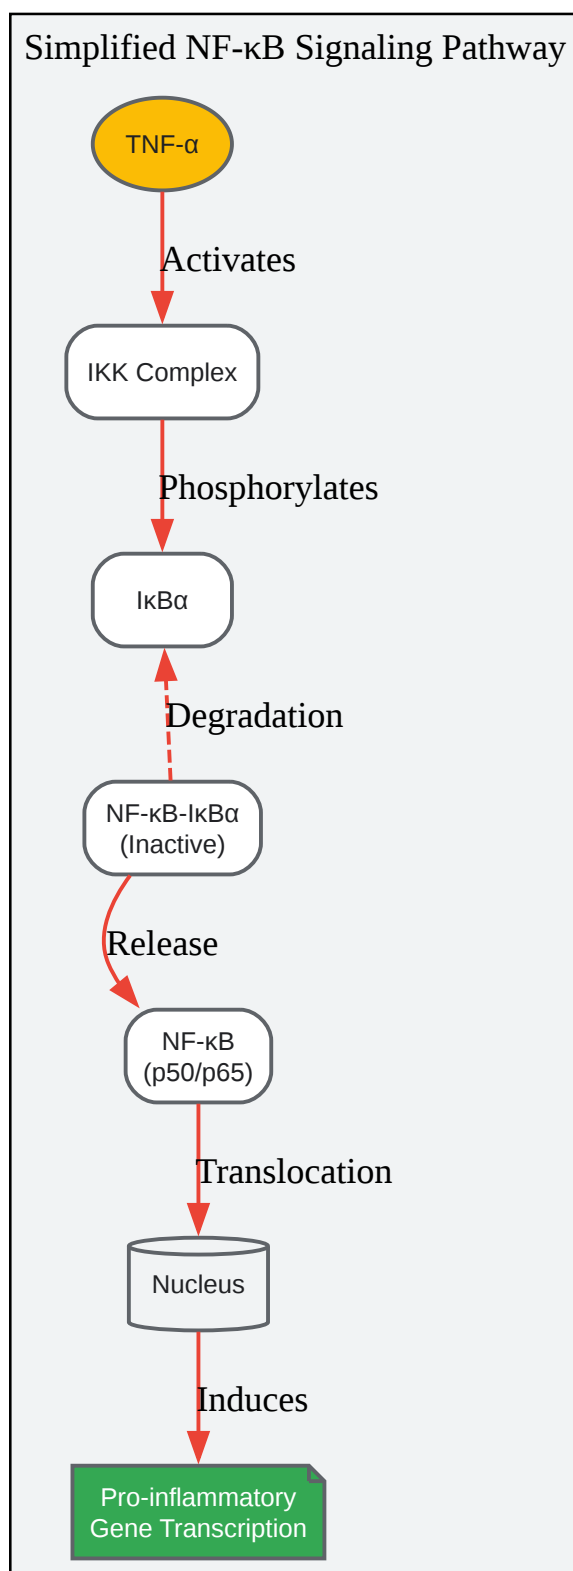 Simplified NF-κB Signaling Pathway
TNF-α
Activates
IKK Complex
Phosphorylates
IκBα
Degradation
NF-κB-IκBα
(Inactive)
Release
NF-κB
(p50/p65)
Translocation
Nucleus
Induces
Pro-inflammatory
Gene Transcription